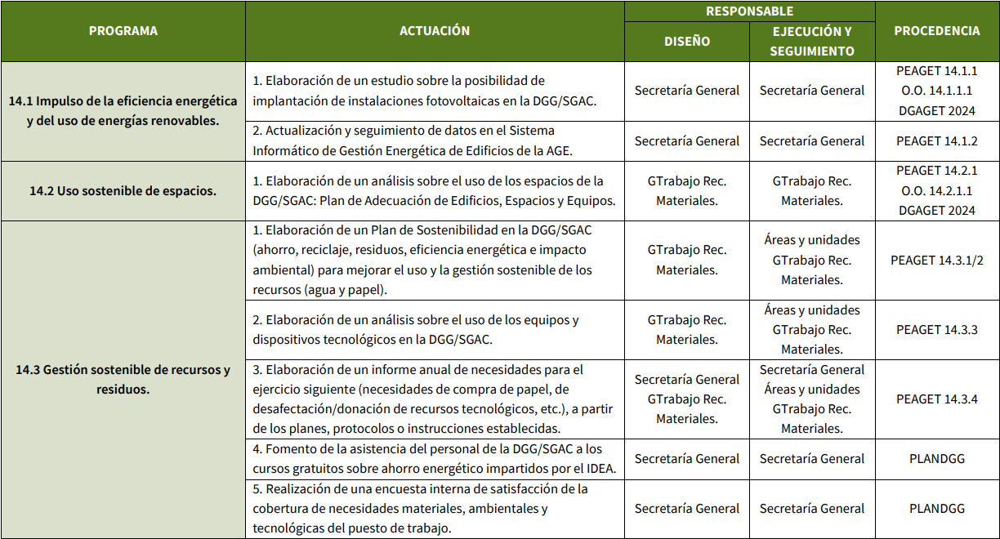 PROGRAMA
ACTUACIÓN
RESPONSABLE
DISEÑO
EJECUCIÓN Y
SEGUIMIENTO
PROCEDENCIA
14.1 Impulso de la eficiencia energética
y del uso de energías renovables.
1. Elaboración de un estudio sobre la posibilidad de
implantación de instalaciones fotovoltaicas en la DGG/SGAC.
Secretaría General
Secretaría General
PEAGET 14.1.1
O.O. 14.1.1.1
DGAGET 2024
2. Actualización y seguimiento de datos en el Sistema
Informático de Gestión Energética de Edificios de la AGE.
Secretaría General
Secretaría General
PEAGET 14.1.2
14.2 Uso sostenible de espacios.
1. Elaboración de un análisis sobre el uso de los espacios de la
DGG/SGAC: Plan de Adecuación de Edificios, Espacios y Equipos.
GTrabajo Rec.
Materiales.
GTrabajo Rec.
Materiales.
PEAGET 14.2.1
O.O. 14.2.1.1
DGAGET 2024
14.3 Gestión sostenible de recursos y
residuos.
1. Elaboración de un Plan de Sostenibilidad en la DGG/SGAC
(ahorro, reciclaje, residuos, eficiencia energética e impacto
ambiental) para mejorar el uso y la gestión sostenible de los
recursos (agua y papel).
GTrabajo Rec.
Materiales.
Áreas y unidades
GTrabajo Rec.
Materiales.
PEAGET 14.3.1/2
2. Elaboración de un análisis sobre el uso de los equipos y
dispositivos tecnológicos en la DGG/SGAC.
GTrabajo Rec.
Materiales.
Áreas y unidades
GTrabajo Rec.
Materiales.
PEAGET 14.3.3
3. Elaboración de un informe anual de necesidades para el
ejercicio siguiente (necesidades de compra de papel, de
desafectación/donación de recursos tecnológicos, etc.), a partir
de los planes, protocolos o instrucciones establecidas.
Secretaría General
GTrabajo Rec.
Materiales.
Secretaría General
Áreas y unidades
GTrabajo Rec.
Materiales.
PEAGET 14.3.4
4. Fomento de la asistencia del personal de la DGG/SGAC a los
cursos gratuitos sobre ahorro energético impartidos por el IDEA.
Secretaría General
Secretaría General
PLANDGG
5. Realización de una encuesta interna de satisfacción de la
cobertura de necesidades materiales, ambientales y
tecnológicas del puesto de trabajo.
Secretaría General
Secretaría General
PLANDGG